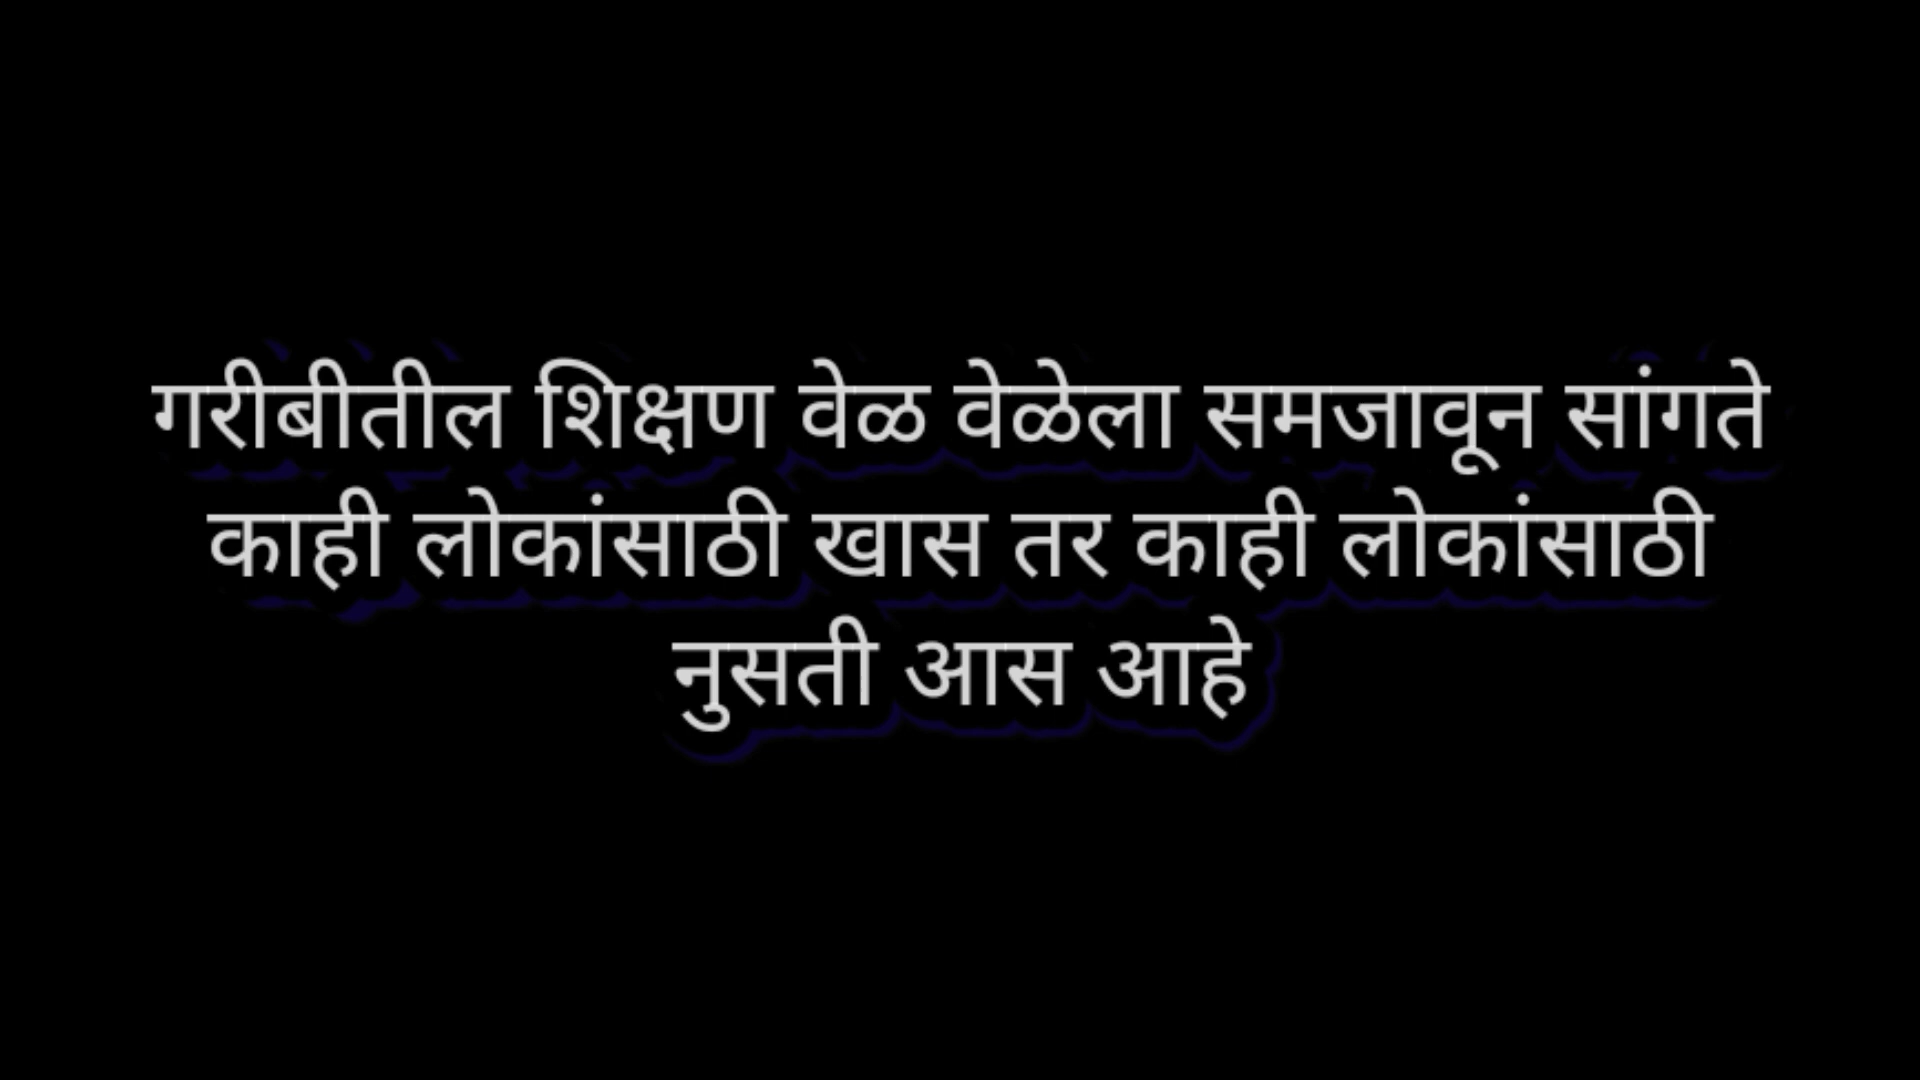 गरीबीतील शिक्षण वेळ वेळेला समजावून सांगते
काही लोकांसाठी खास तर काही लोकांसाठी
नुसती आस आहे